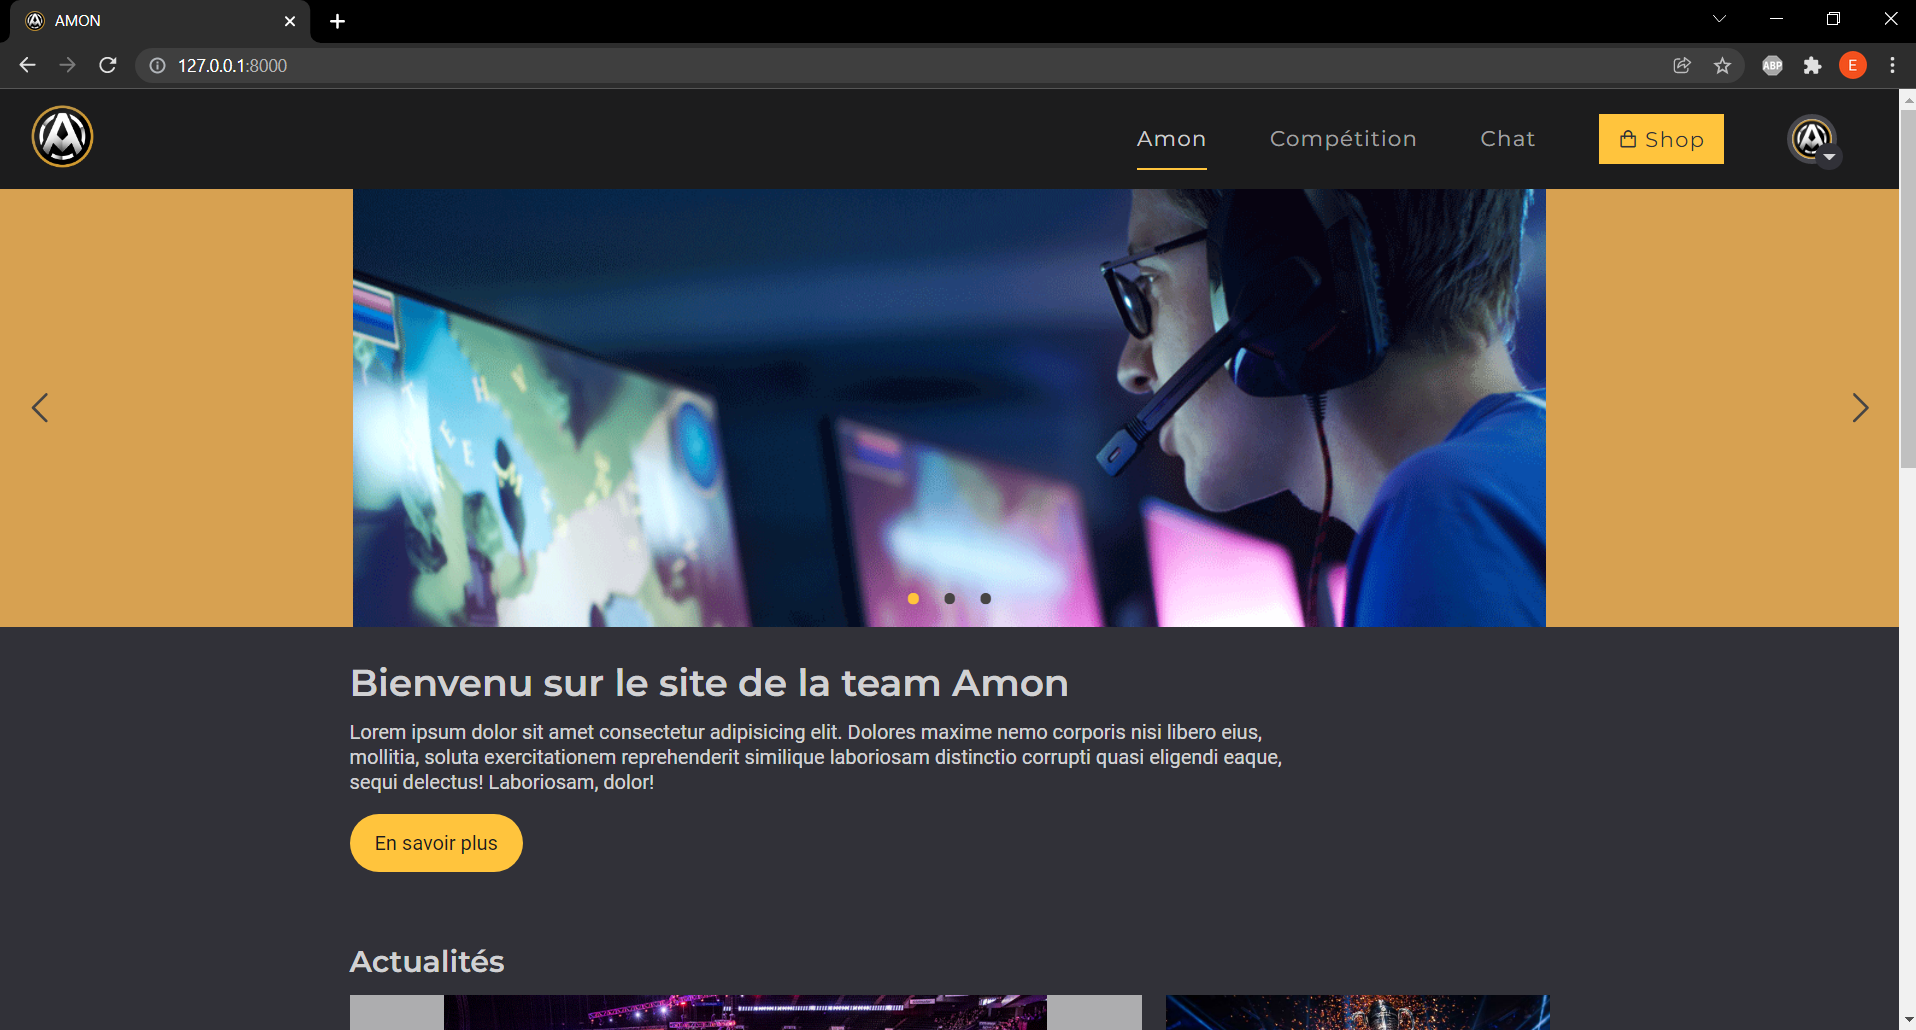 AMON
127.0.0.1:8000
ABP
E
Amon
Compétition
Chat
Shop
Bienvenu sur le site de la team Amon
Lorem ipsum dolor sit amet consectetur adipisicing elit. Dolores maxime nemo corporis nisi libero eius,
mollitia, soluta exercitationem reprehenderit similique laboriosam distinctio corrupti quasi eligendi eaque,
sequi delectus! Laboriosam, dolor!
En savoir plus
Actualités